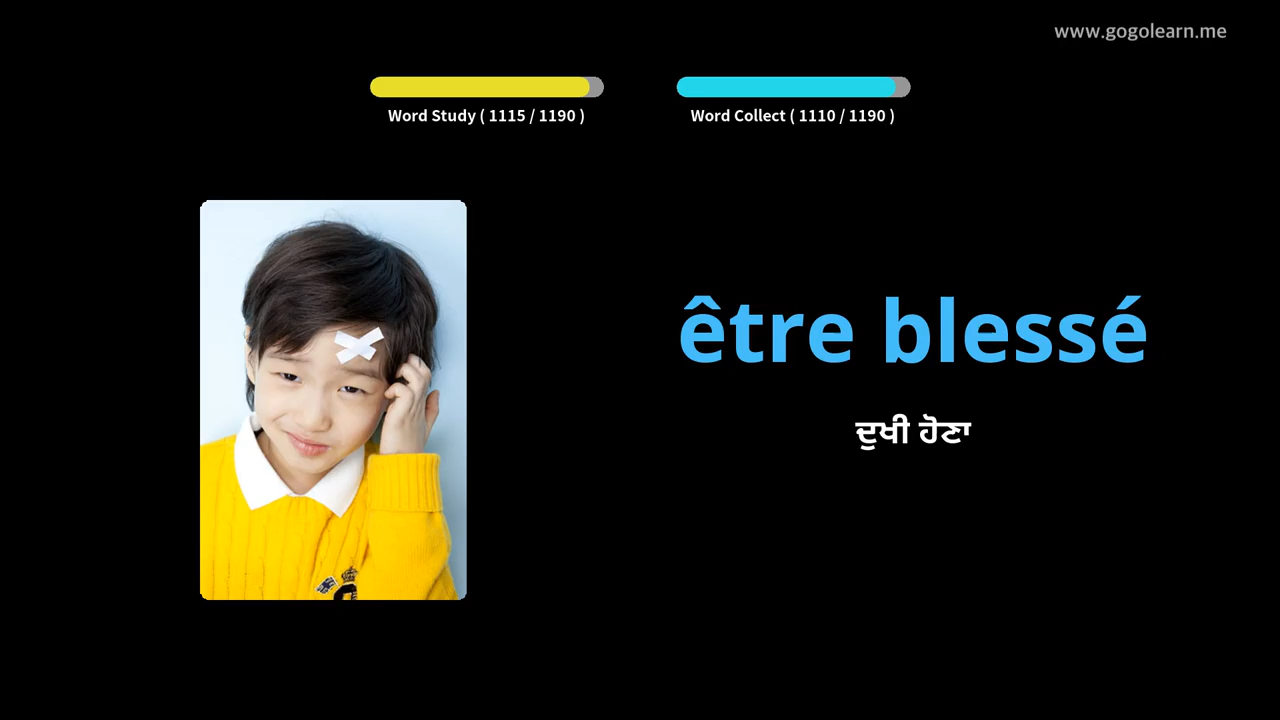 www.gogolearn.me
Word Study ( 1115 / 1190 )
Word Collect ( 1110 / 1190 )
être blessé
ਦੁਖੀ ਹੋਣਾ